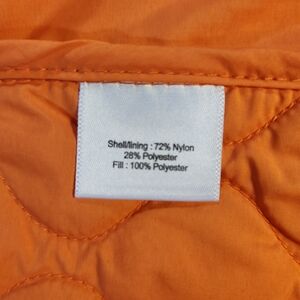 Shell/lining : 72% Nylon
28% Polyester
Fill : 100% Polyester